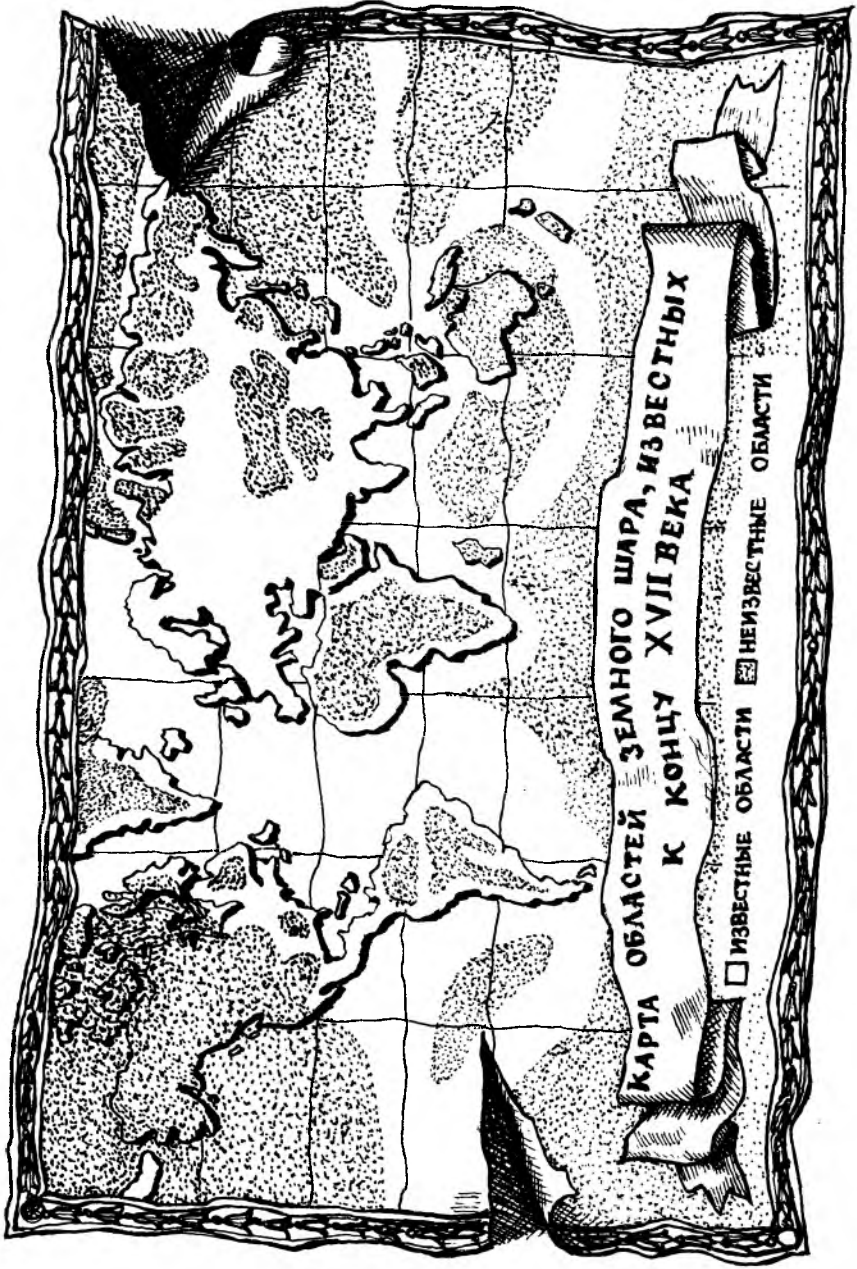 КАРТА ОБЛАСТЕЙ ЗЕМНОГО ШАРА, ИЗВЕСТНЫХ
К КОНЦУ XVII ВЕКА
ИЗВЕСТНЫЕ ОБЛАСТИ НЕИЗВЕСТНЫЕ ОБЛАСТИ